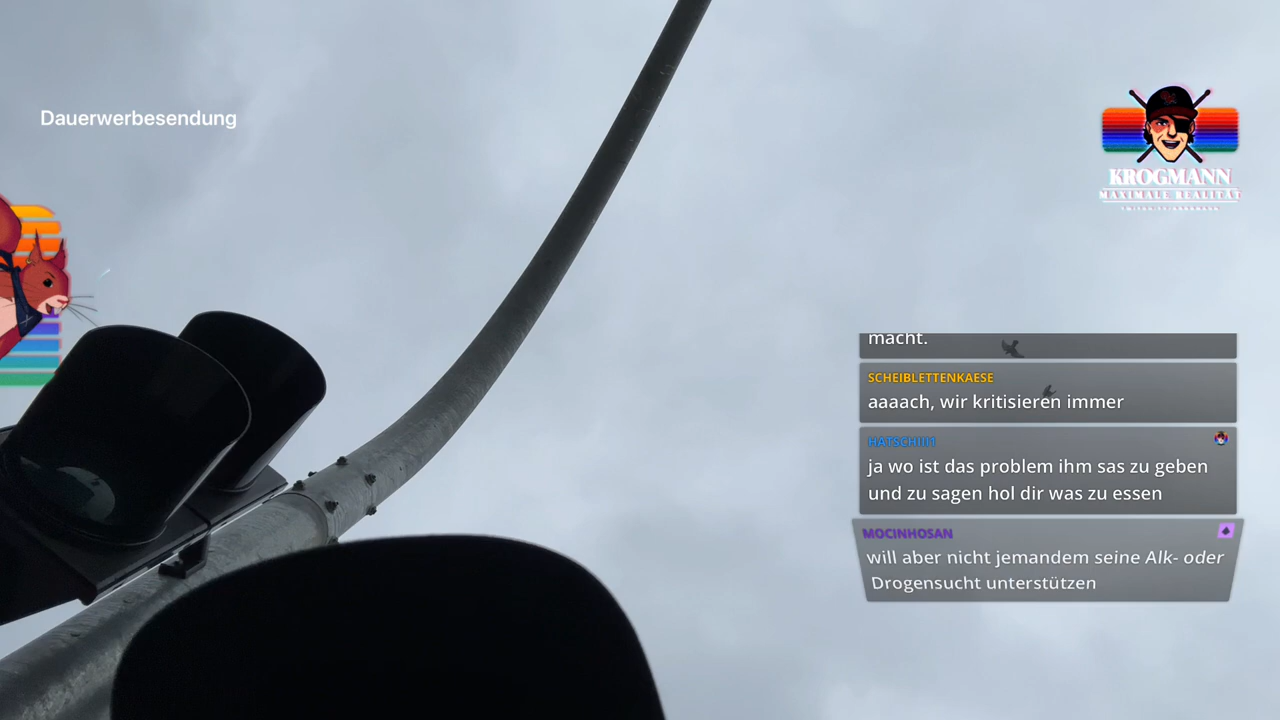 Dauerwerbesendung
KROGMANN
MAXIMALE REALITÄT
macht.
SCHEIBLETTENKAESE
aaaach, wir kritisieren immer
HATSCHIII1
ja wo ist das problem ihm sas zu geben
und zu sagen hol dir was zu essen
MOCINHOSAN
will aber nicht jemandem seine Alk- oder
Drogensucht unterstützen